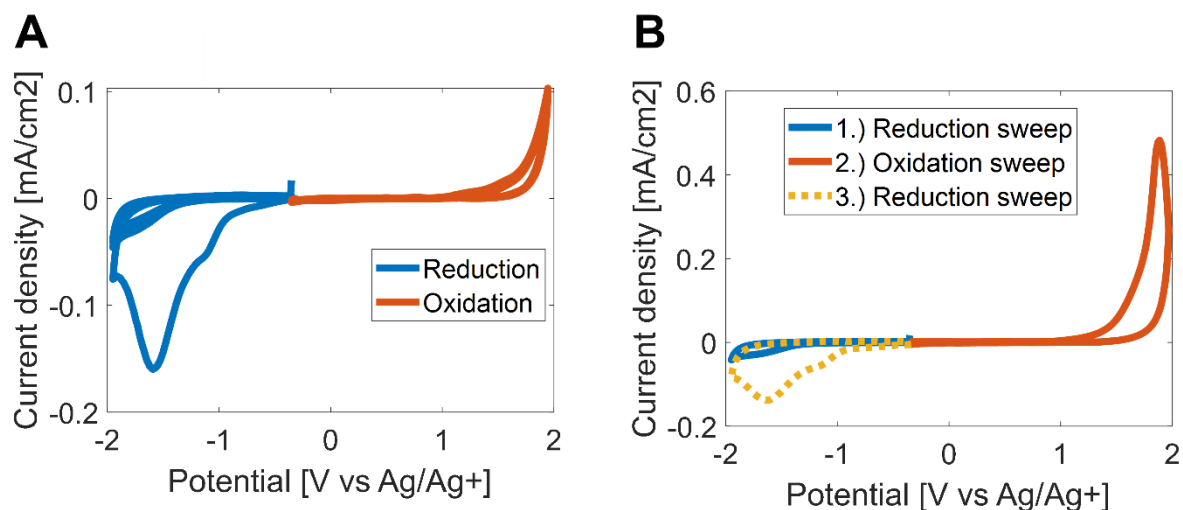 A
Current density [mA/cm2]
0.1
0
-0.1
-0.2
Reduction
Oxidation
-2
-1
0
1
2
Potential [V vs Ag/Ag+]
B
Current density [mA/cm2]
0.6
0.4
0.2
0
-0.2
1.) Reduction sweep
2.) Oxidation sweep
3.) Reduction sweep
-2
-1
0
1
2
Potential [V vs Ag/Ag+]